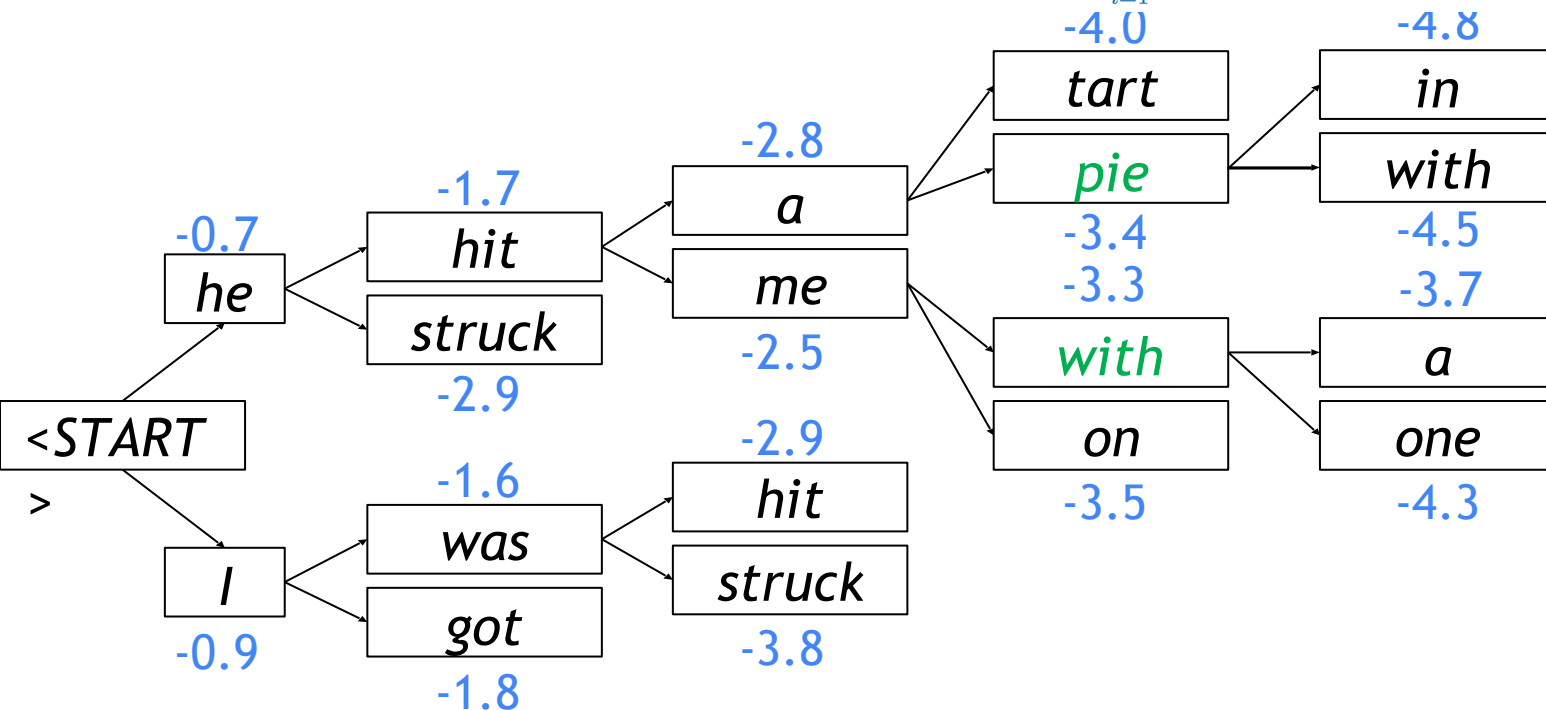 -4.0
-4.8
tart
in
-2.8
pie
with
-1.7
a
-3.4
-4.5
-0.7
hit
me
-3.3
-3.7
he
struck
-2.5
with
a
-2.9
<START
>
-2.9
on
one
-1.6
hit
-3.5
-4.3
was
I
struck
got
-0.9
-3.8
-1.8